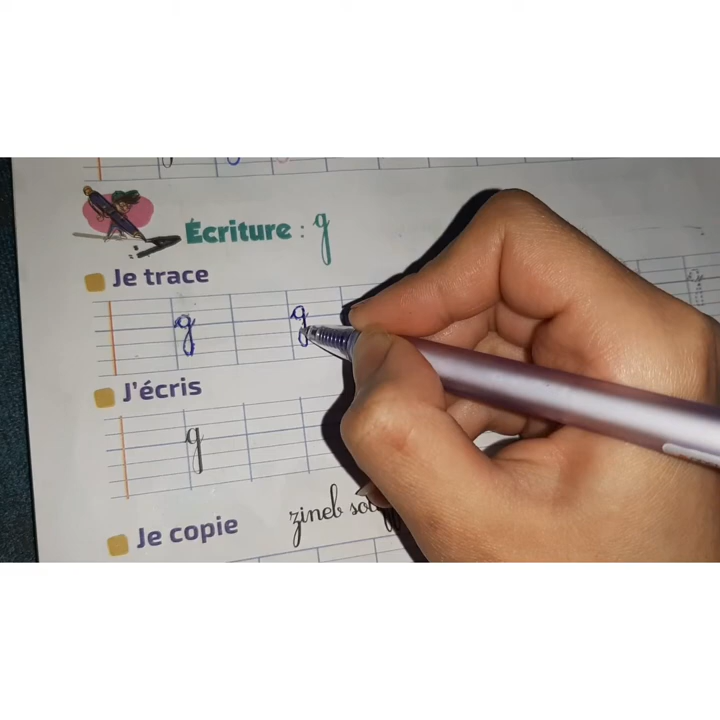 Écriture : g
Je trace
g g
J'écris
g
Je copie
zineb